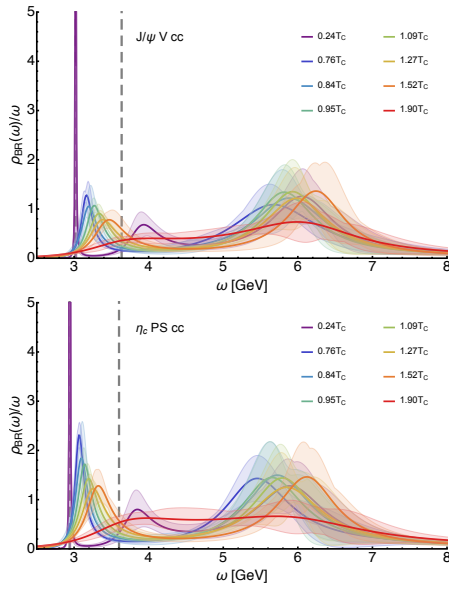 5
4
3
2
1
0
ρBR(ω)/ω
J/ψ V cc
0.24TC 1.09TC
0.76TC 1.27TC
0.84TC 1.52TC
0.95TC 1.90TC
3 4 5 6 7 8
ω [GeV]
5
4
3
2
1
0
ρBR(ω)/ω
ηc PS cc
0.24TC 1.09TC
0.76TC 1.27TC
0.84TC 1.52TC
0.95TC 1.90TC
3 4 5 6 7 8
ω [GeV]